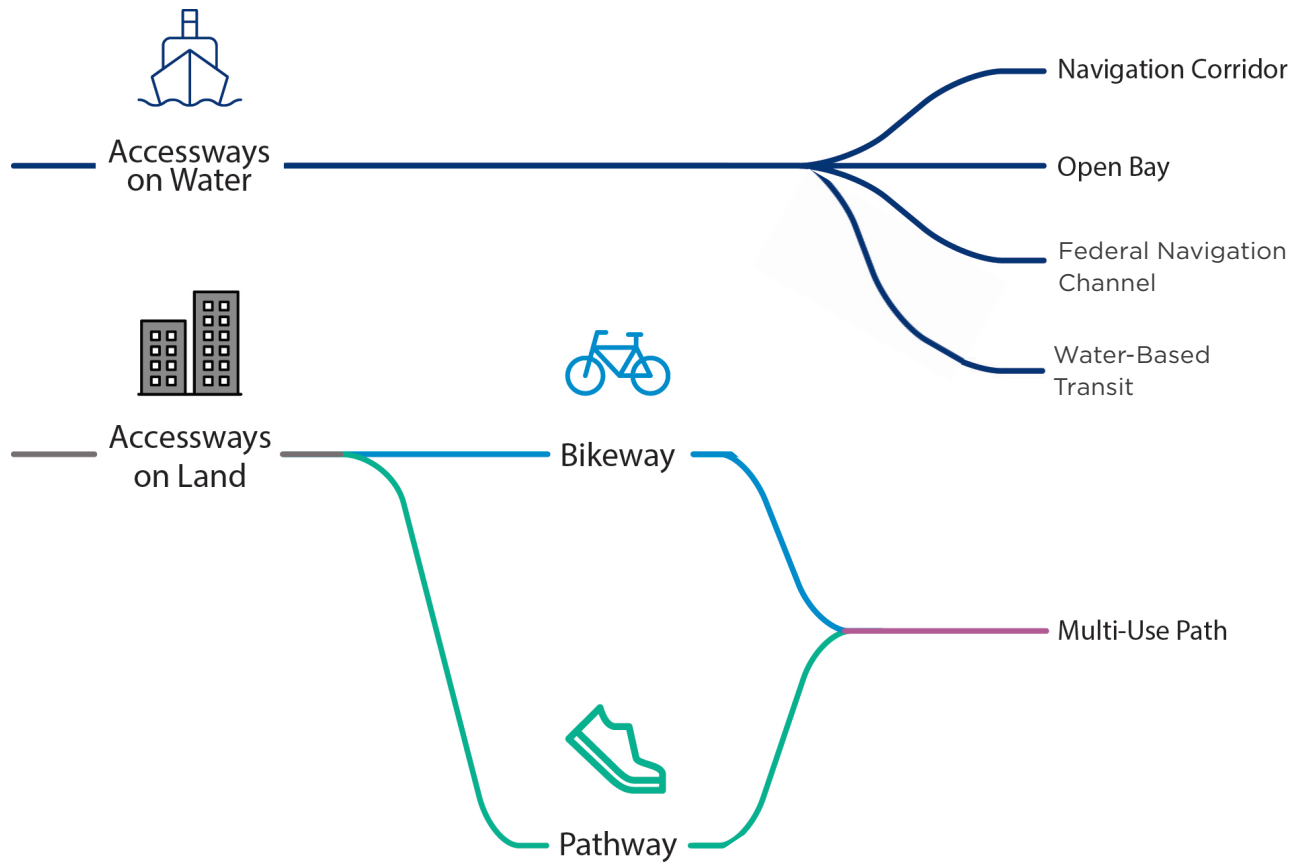 Navigation Corridor
Accessways
on Water
Open Bay
Federal Navigation
Channel
Water-Based
Transit
Accessways
on Land
Bikeway
Multi-Use Path
Pathway